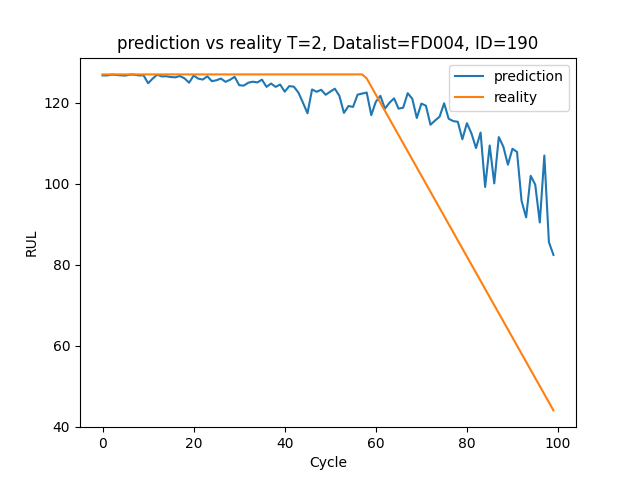 prediction vs reality T=2, Datalist=FD004, ID=190
prediction
reality
120
100
80
60
40
RUL
0 20 40 60 80 100
Cycle